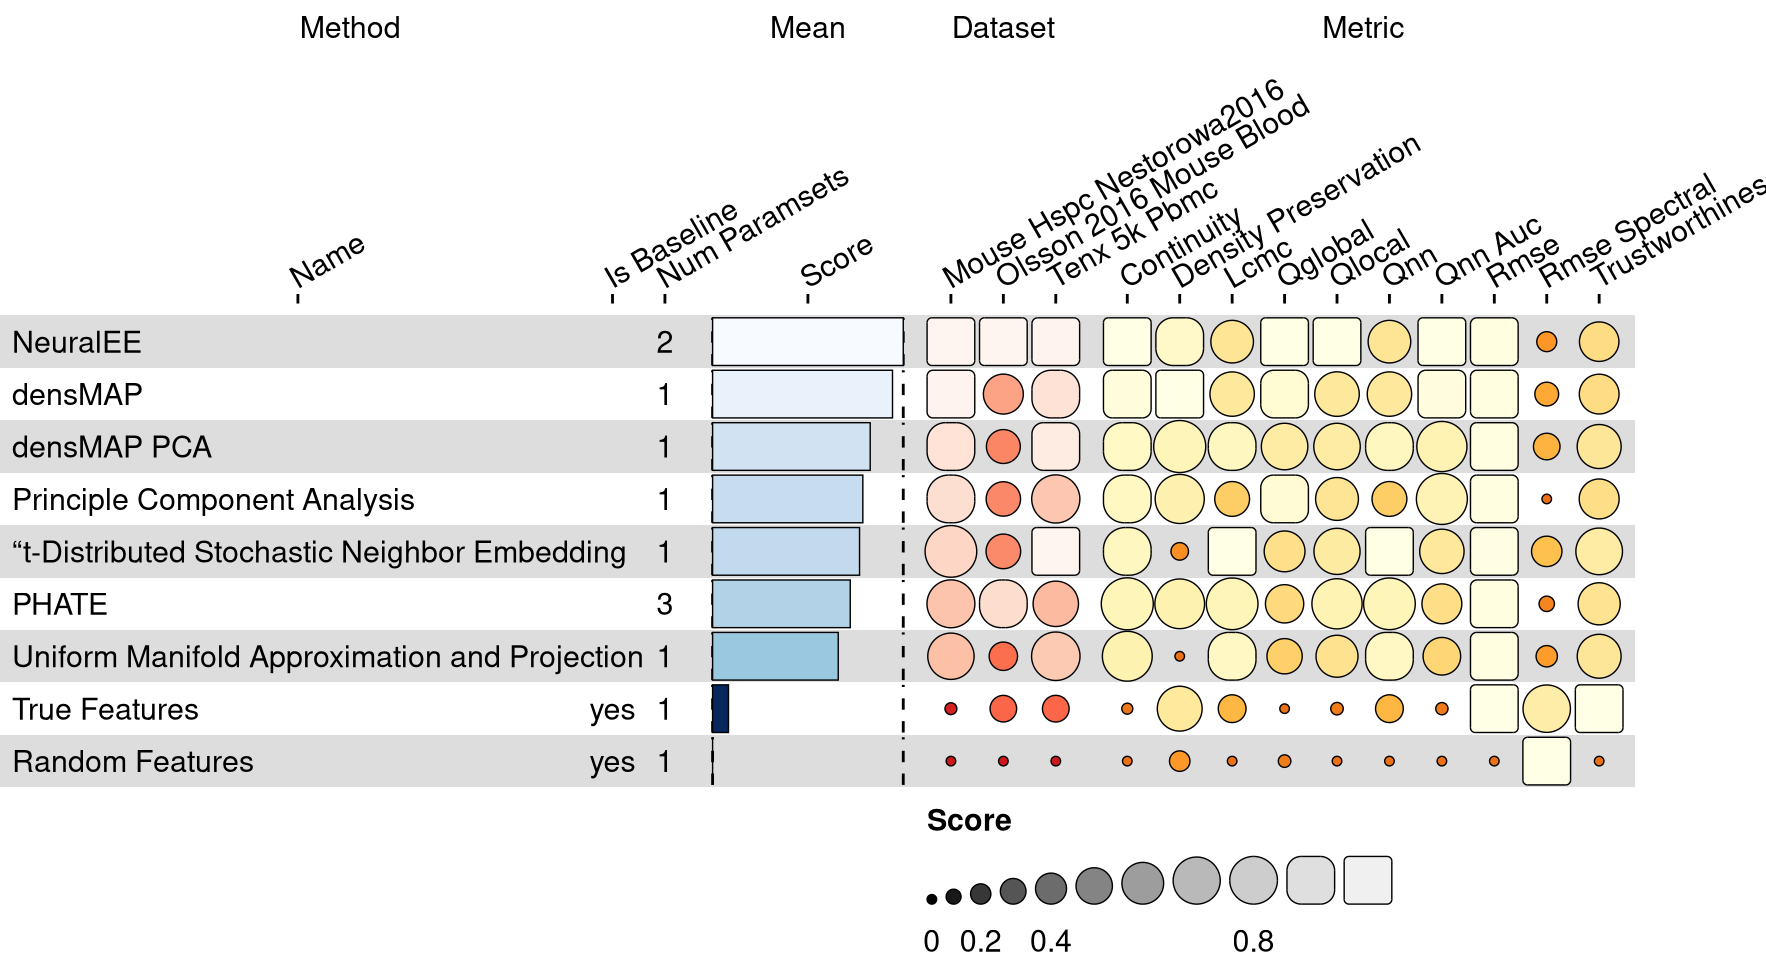 Method Mean Dataset Metric
Name
Is Baseline
Num Paramsets
Score
Mouse Hspc Nestorowa2016
Olsson 2016 Mouse Blood
Tenx 5k Pbmc
Continuity
Density Preservation
Lcmc
Qglobal
Qlocal
Qnn
Qnn Auc
Rmse
Rmse Spectral
Trustworthines
NeuralEE 2
densMAP 1
densMAP PCA 1
Principle Component Analysis 1
“t-Distributed Stochastic Neighbor Embedding 1
PHATE 3
Uniform Manifold Approximation and Projection 1
True Features yes 1
Random Features yes 1
Score
0 0.2 0.4 0.8